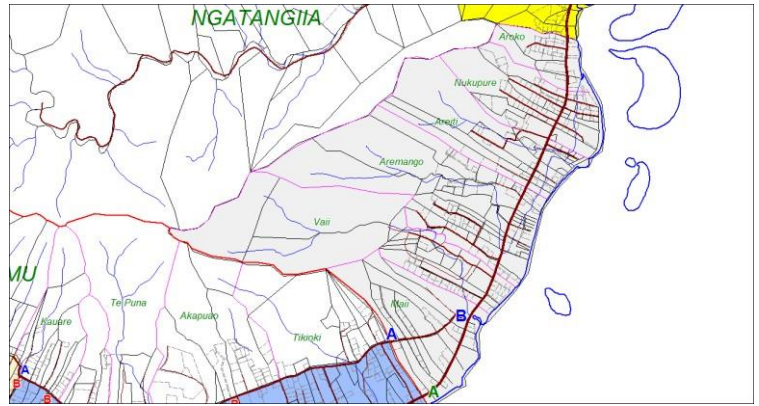 NGATANGIIA
Aroko
Nukupure
Areiti
Aremango
Vaii
MU
Te Puna
Kauare
Akapuao
Tikioki
Maii
A
B
A
A
B
B
B